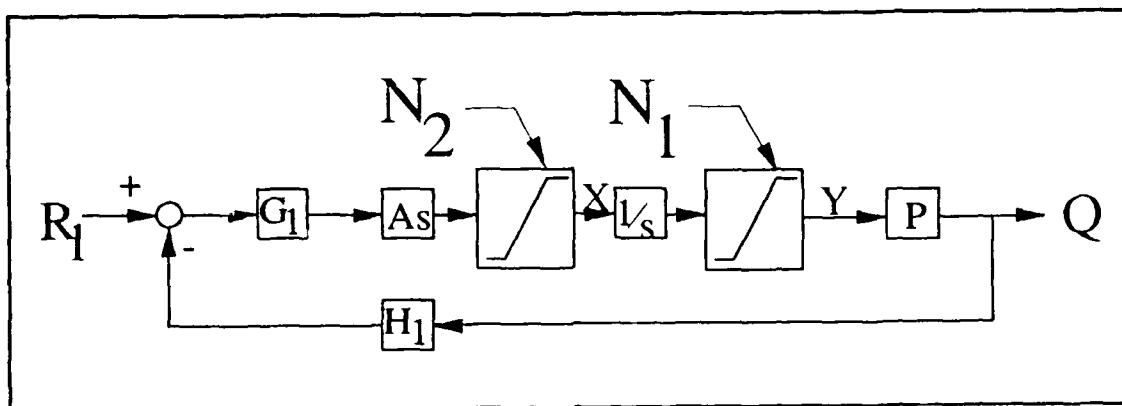 N2
N1
+
R1
-
G1
As
X
1/s
Y
P
Q
H1